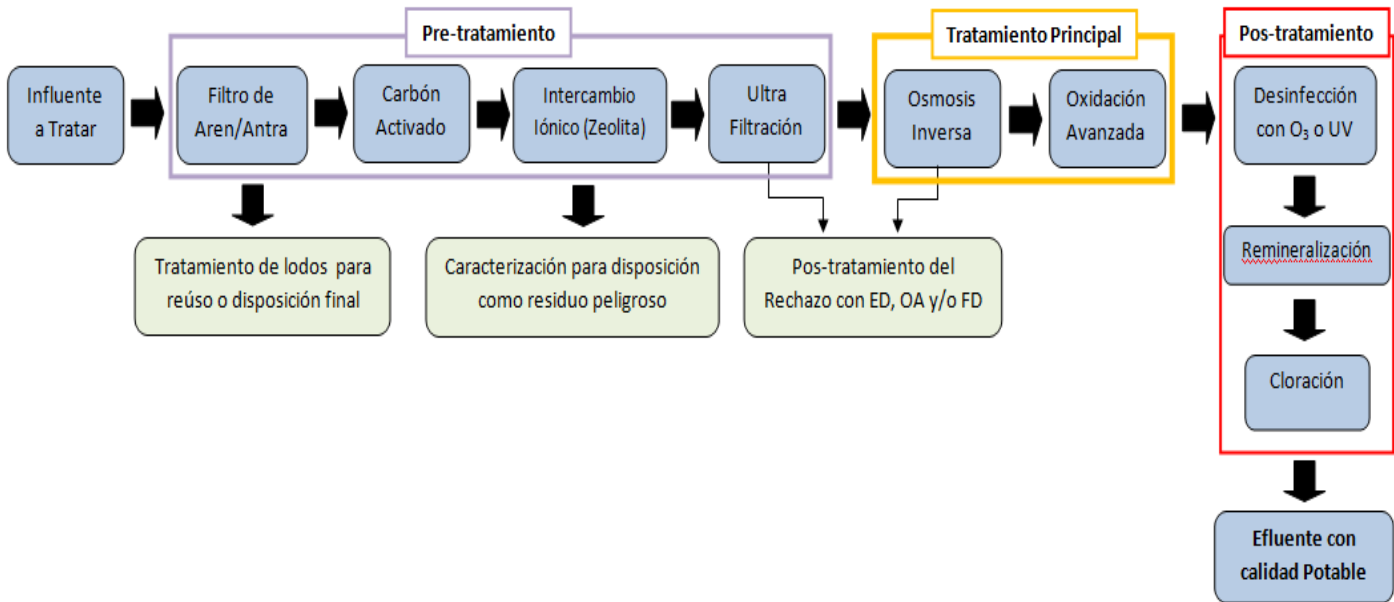 Pre-tratamiento
Tratamiento Principal
Pos-tratamiento
Influente
a Tratar
Filtro de
Aren/Antra
Carbón
Activado
Intercambio
Iónico (Zeolita)
Ultra
Filtración
Osmosis
Inversa
Oxidación
Avanzada
Desinfección
con O₃ o UV
Tratamiento de lodos para
reúso o disposición final
Caracterización para disposición
como residuo peligroso
Pos-tratamiento del
Rechazo con ED, OA y/o FD
Remineralización
Cloración
Efluente con
calidad Potable